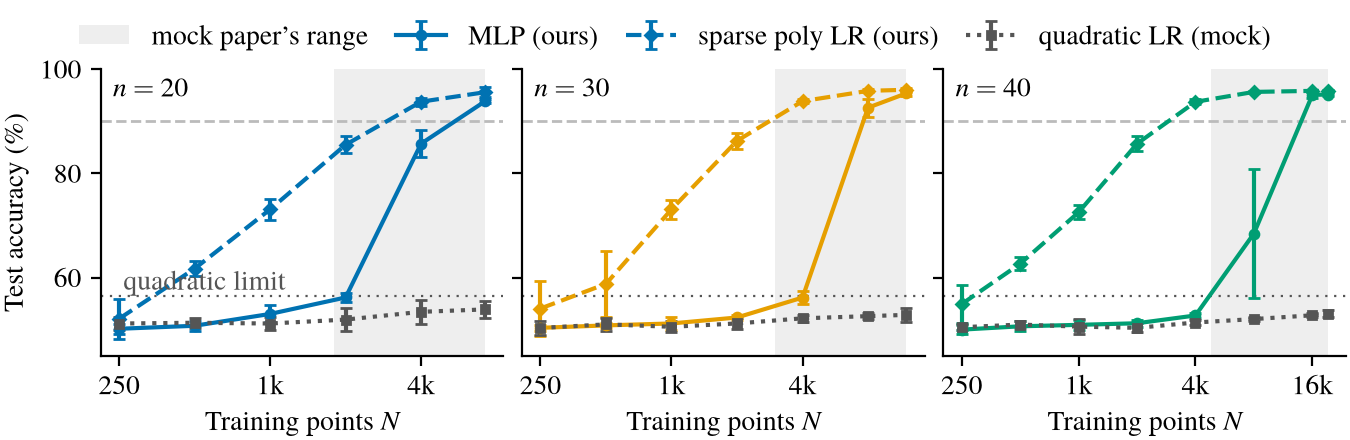 mock paper's range MLP (ours) sparse poly LR (ours) quadratic LR (mock)
Test accuracy (%)
100
80
60
n = 20
quadratic limit
250 1k 4k
Training points N
n = 30
250 1k 4k
Training points N
n = 40
250 1k 4k 16k
Training points N